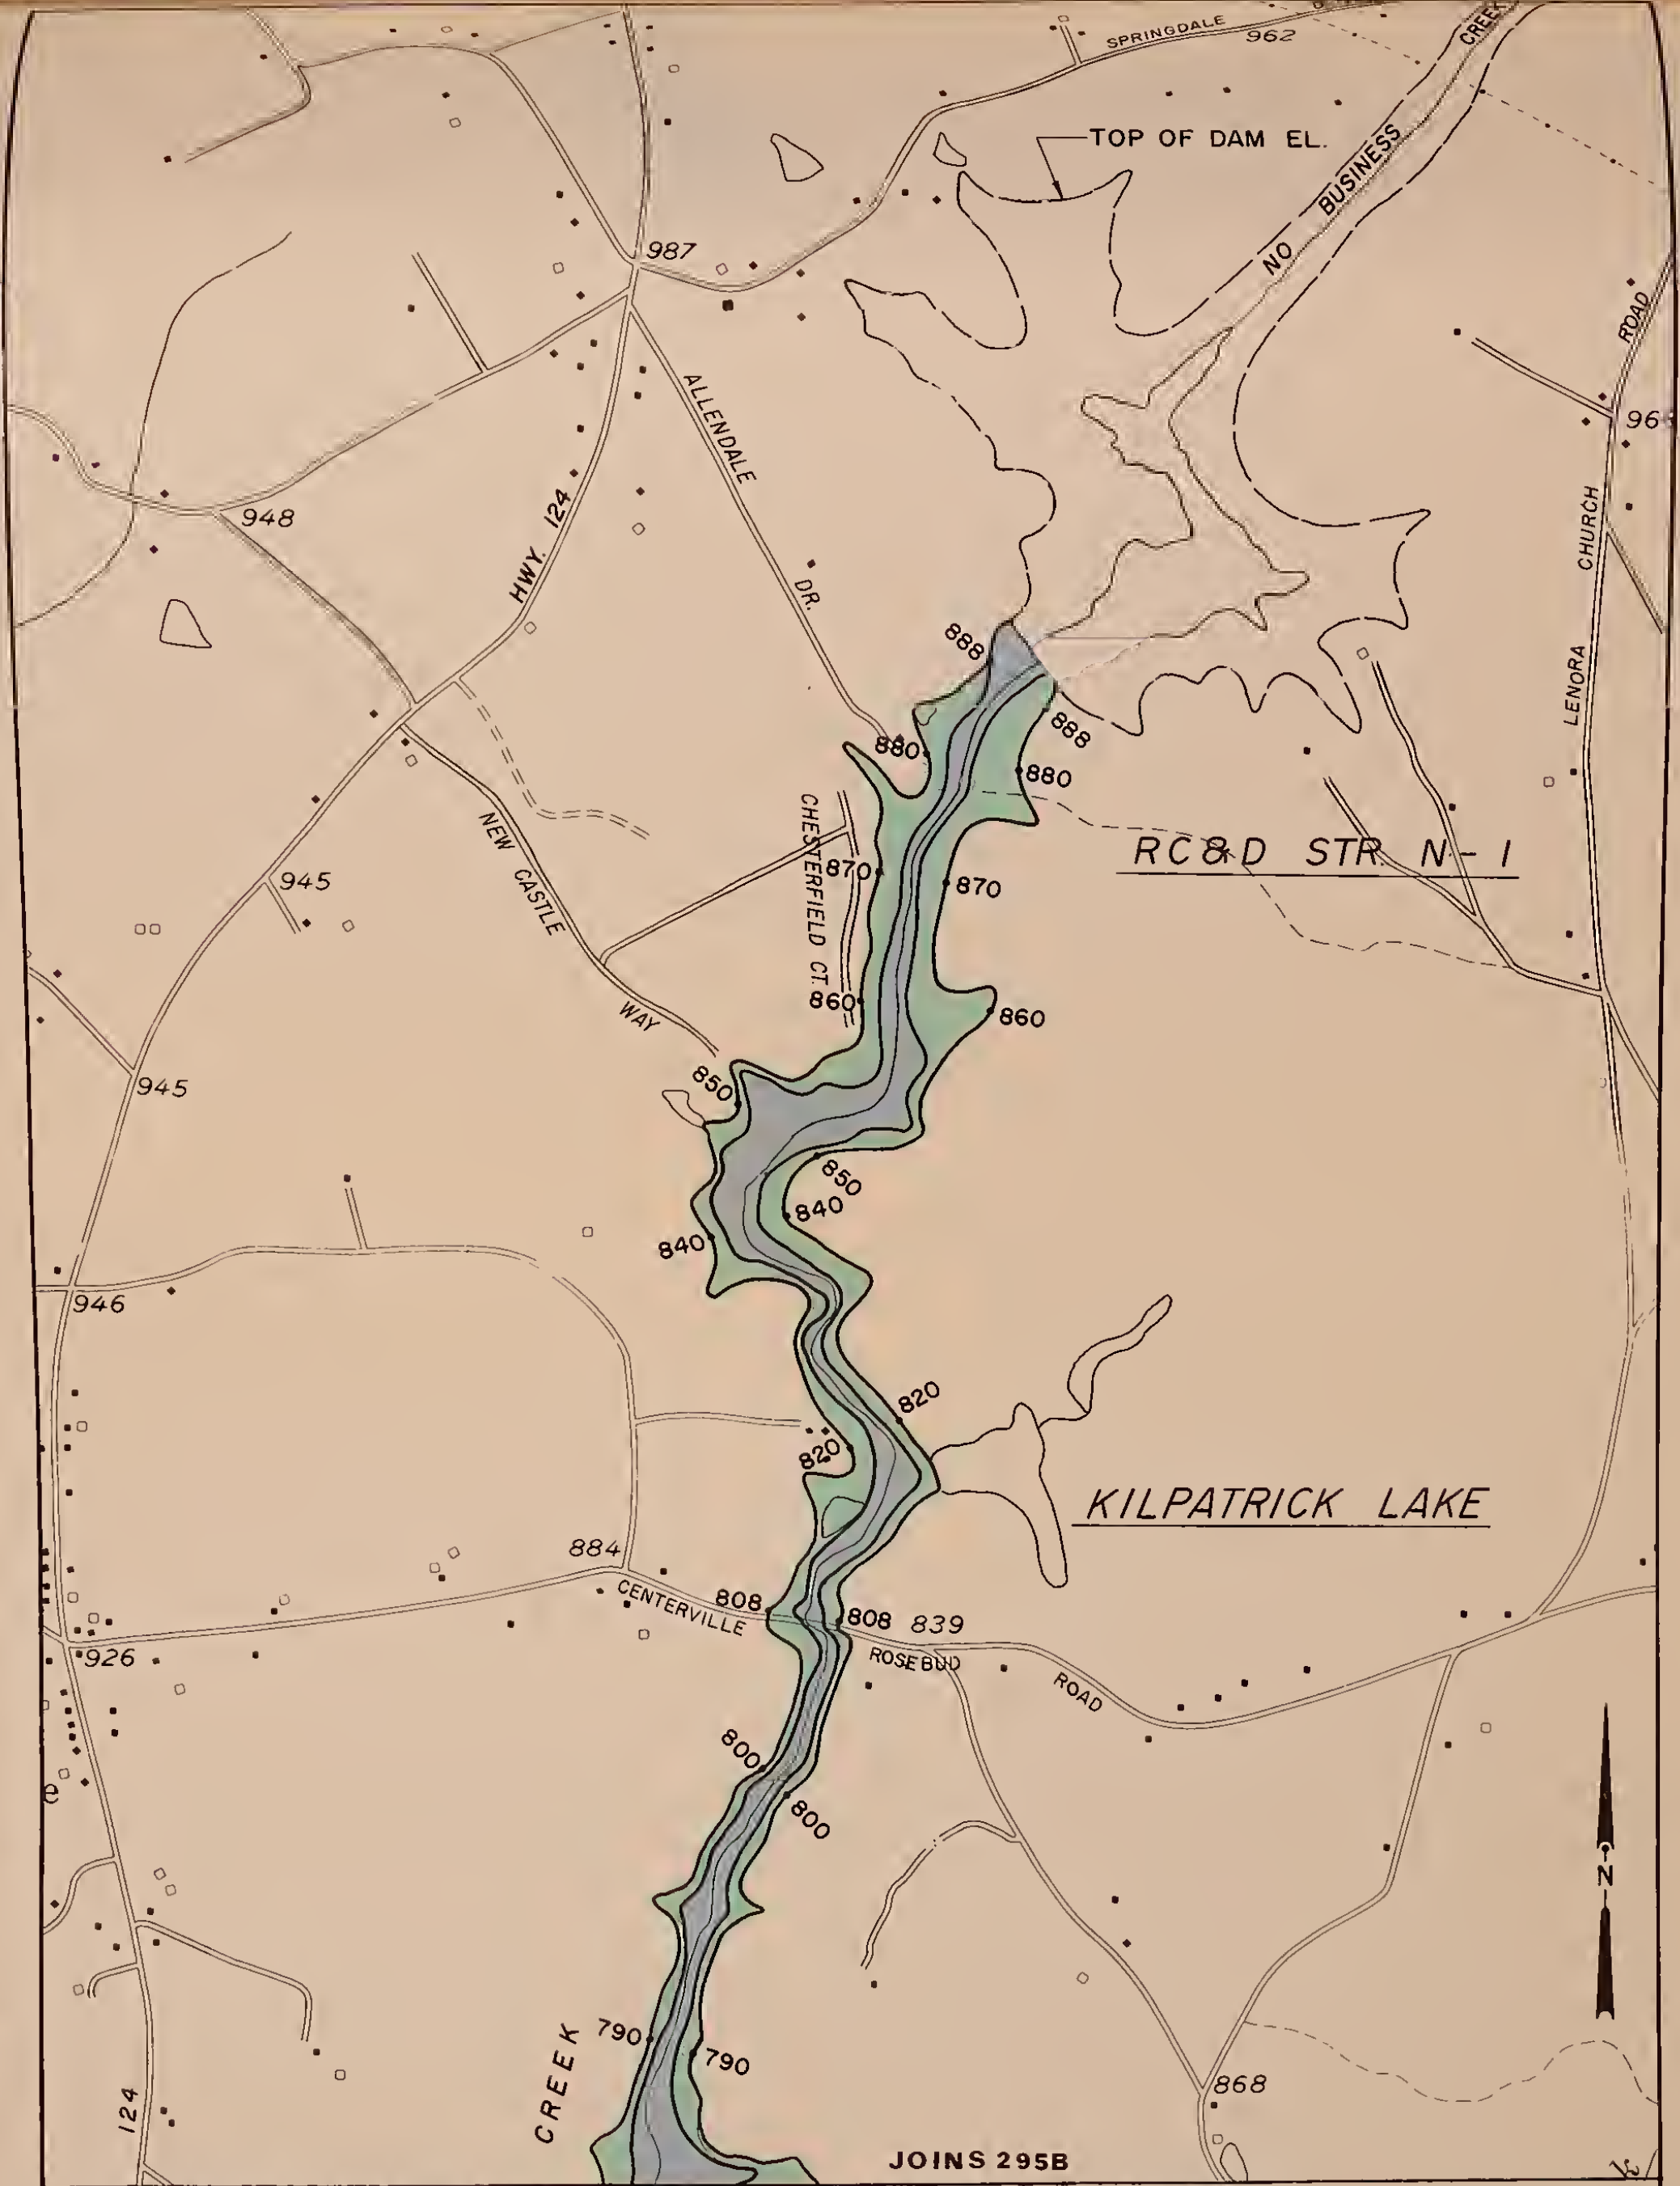 SPRINGDALE
962
CREEK
TOP OF DAM EL.
NO BUSINESS
987
ROAD
ALLENDALE
948
HWY. 124
CHURCH
DR.
888
LENORA
888
880
880
RC&D STR. N-1
NEW CASTLE
CHESTERFIELD CT.
870
945
870
860
WAY
860
850
945
850
840
840
946
820
820
KILPATRICK LAKE
884
CENTERVILLE
808
808 839
926
ROSEBUD
ROAD
800
e
800
N
CREEK
790
790
868
124
JOINS 295B